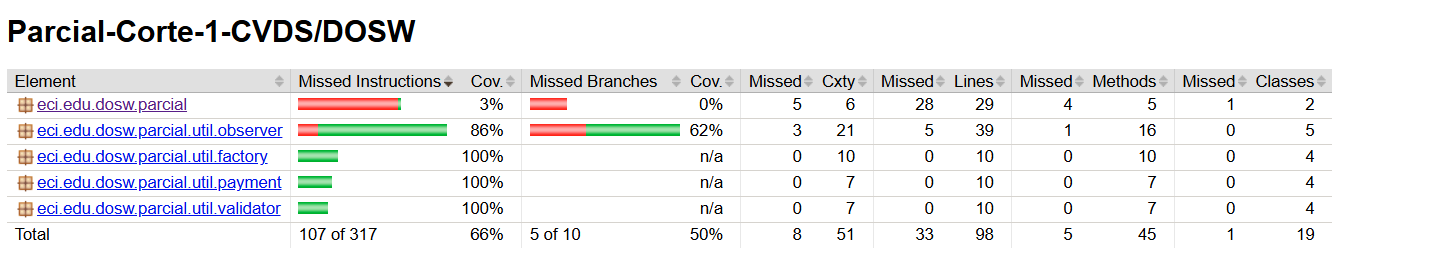 Parcial-Corte-1-CVDS/DOSW
Element Missed Instructions Cov. Missed Branches Cov. Missed Cxty Missed Lines Missed Methods Missed Classes
eci.edu.dosw.parcial 3% 0% 5 6 28 29 4 5 1 2
eci.edu.dosw.parcial.util.observer 86% 62% 3 21 5 39 1 16 0 5
eci.edu.dosw.parcial.util.factory 100% n/a 0 10 0 10 0 10 0 4
eci.edu.dosw.parcial.util.payment 100% n/a 0 7 0 10 0 7 0 4
eci.edu.dosw.parcial.util.validator 100% n/a 0 7 0 10 0 7 0 4
Total 107 of 317 66% 5 of 10 50% 8 51 33 98 5 45 1 19